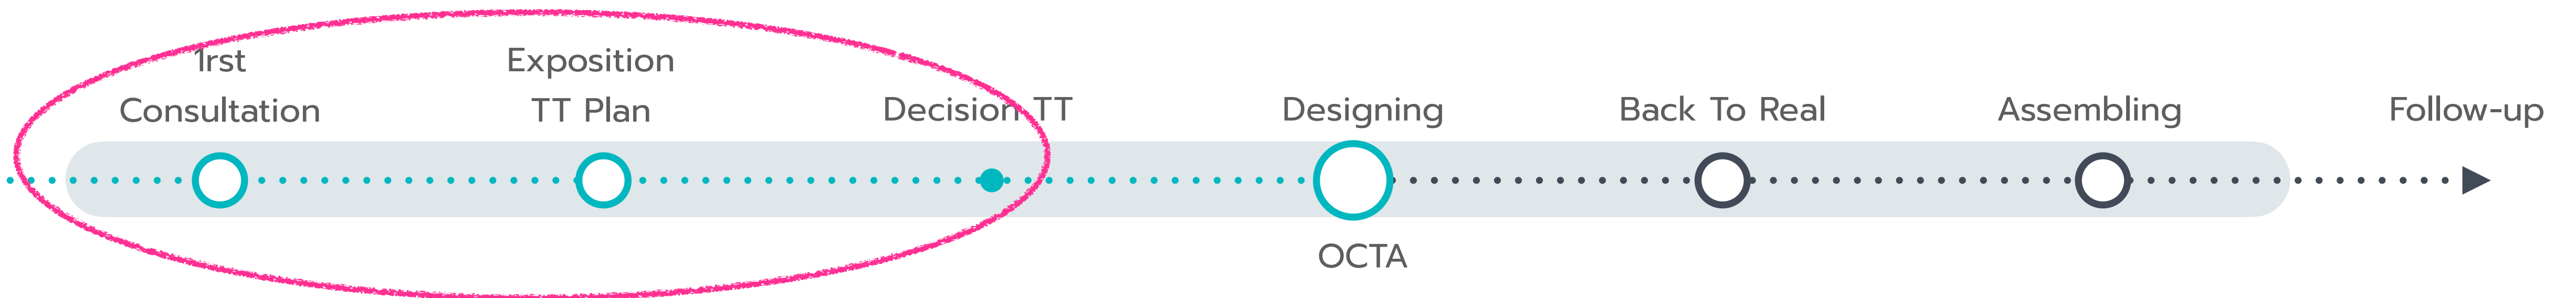 1rst
Consultation
Exposition
TT Plan
Decision TT
Designing
OCTA
Back To Real
Assembling
Follow-up